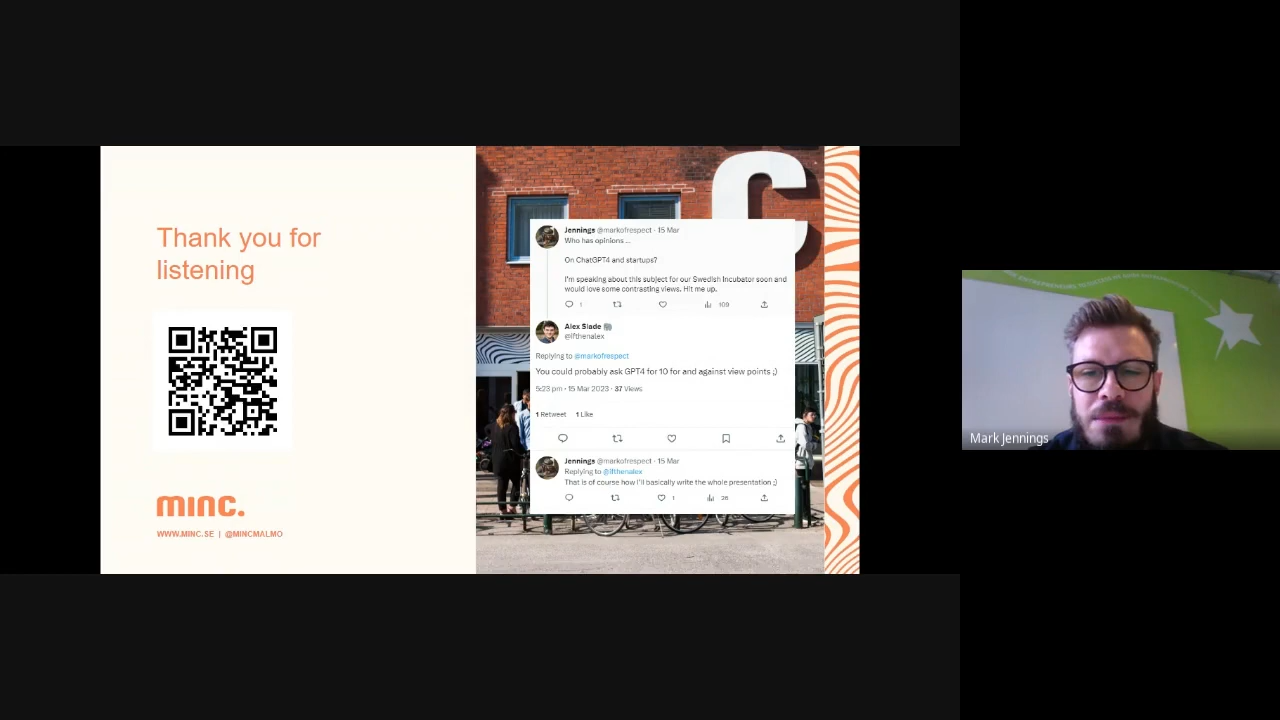 Thank you for
listening
minc.
WWW.MINC.SE | @MINCMALMO
C
Jennings @markofrespect · 15 Mar
Who has opinions ...
On ChatGPT4 and startups?
I'm speaking about this subject for our Swedish Incubator soon and
would love some contrasting views. Hit me up.
1
109
Alex Slade
@ifthenalex
Replying to @markofrespect
You could probably ask GPT4 for 10 for and against view points ;)
5:23 pm · 15 Mar 2023 · 37 Views
1 Retweet 1 Like
Jennings @markofrespect · 15 Mar
Replying to @ifthenalex
That is of course how I'll basically write the whole presentation ;)
1
26
Mark Jennings